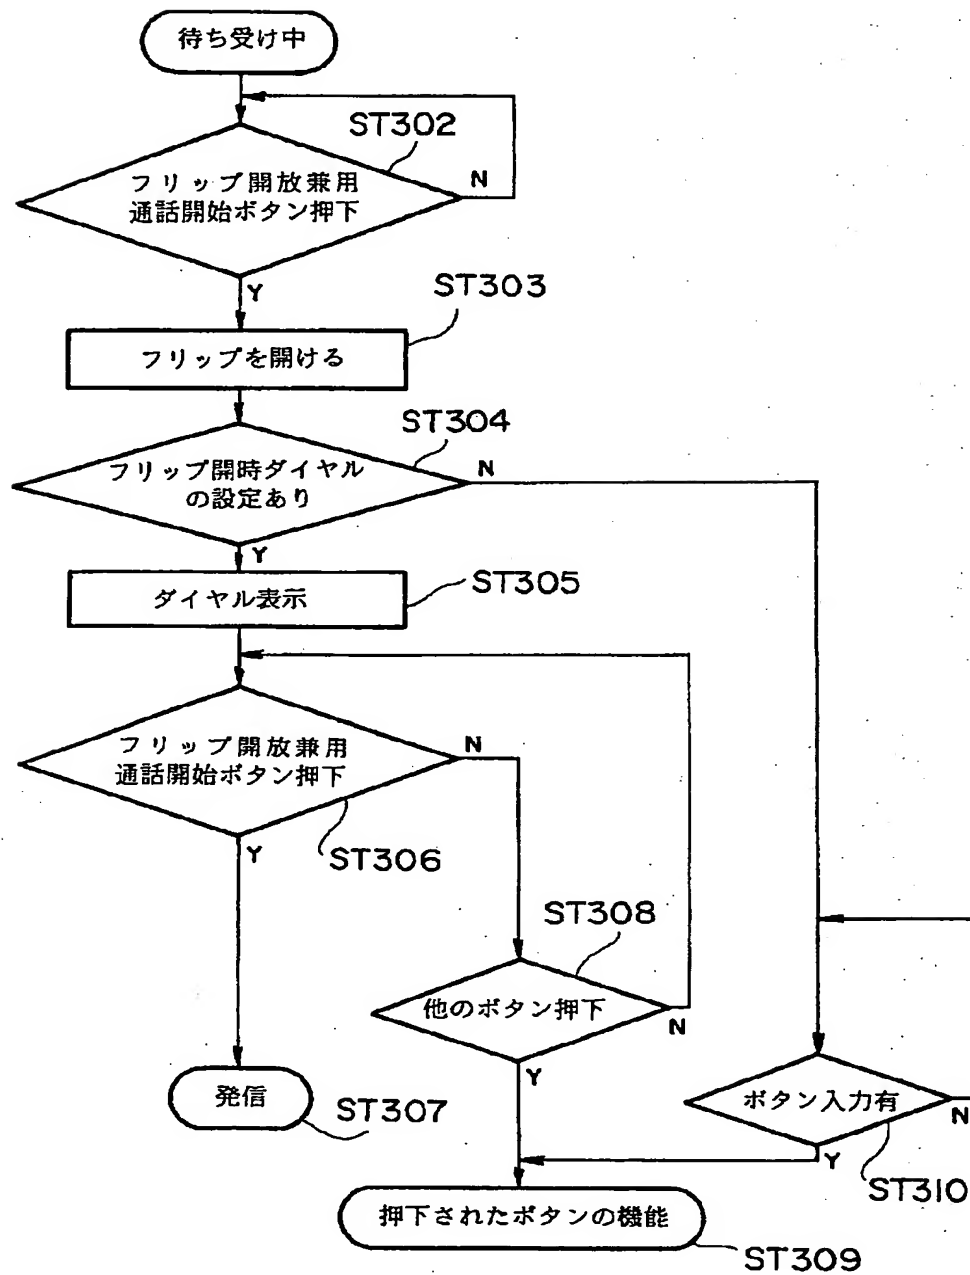 待ち受け中
ST302
フリップ開放兼用
通話開始ボタン押下
N
Y
ST303
フリップを開ける
ST304
フリップ開時ダイヤル
の設定あり
N
Y
ST305
ダイヤル表示
フリップ開放兼用
通話開始ボタン押下
N
Y
ST306
ST308
他のボタン押下
N
Y
発信
ST307
ボタン入力有
N
Y
ST310
押下されたボタンの機能
ST309